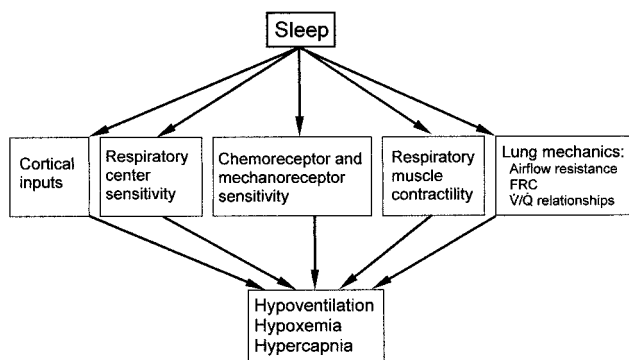 Sleep
Cortical
inputs
Respiratory
center
sensitivity
Chemoreceptor and
mechanoreceptor
sensitivity
Respiratory
muscle
contractility
Lung mechanics:
Airflow resistance
FRC
V̇/Q̇ relationships
Hypoventilation
Hypoxemia
Hypercapnia